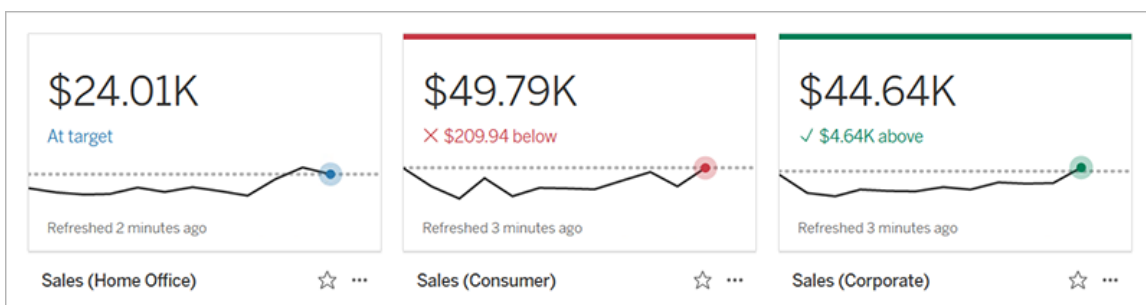 $24.01K
At target
Refreshed 2 minutes ago
Sales (Home Office)
$49.79K
× $209.94 below
Refreshed 3 minutes ago
Sales (Consumer)
$44.64K
✓ $4.64K above
Refreshed 3 minutes ago
Sales (Corporate)